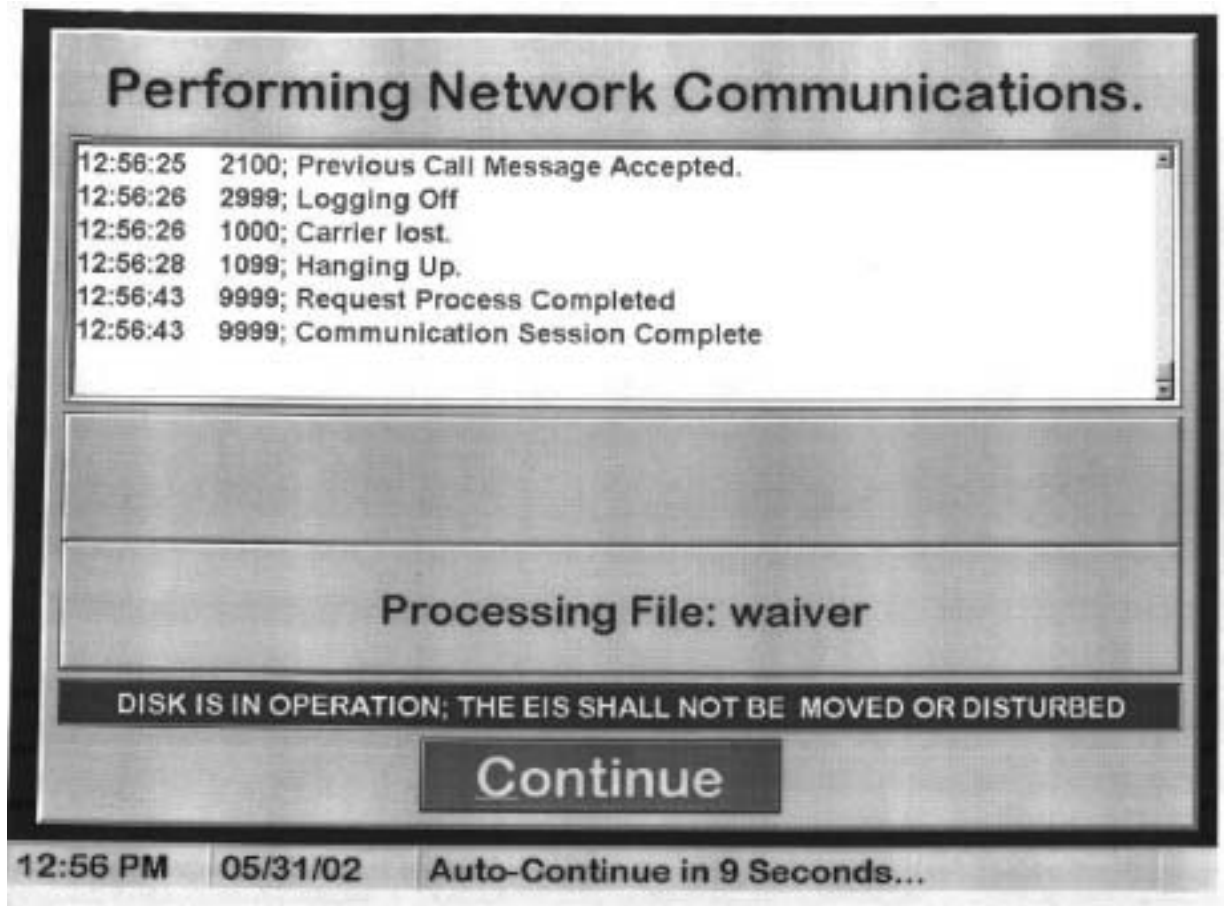 Performing Network Communications.
12:56:25 2100; Previous Call Message Accepted.
12:56:26 2999; Logging Off
12:56:26 1000; Carrier lost.
12:56:28 1099; Hanging Up.
12:56:43 9999; Request Process Completed
12:56:43 9999; Communication Session Complete
Processing File: waiver
DISK IS IN OPERATION; THE EIS SHALL NOT BE MOVED OR DISTURBED
Continue
12:56 PM 05/31/02 Auto-Continue in 9 Seconds...